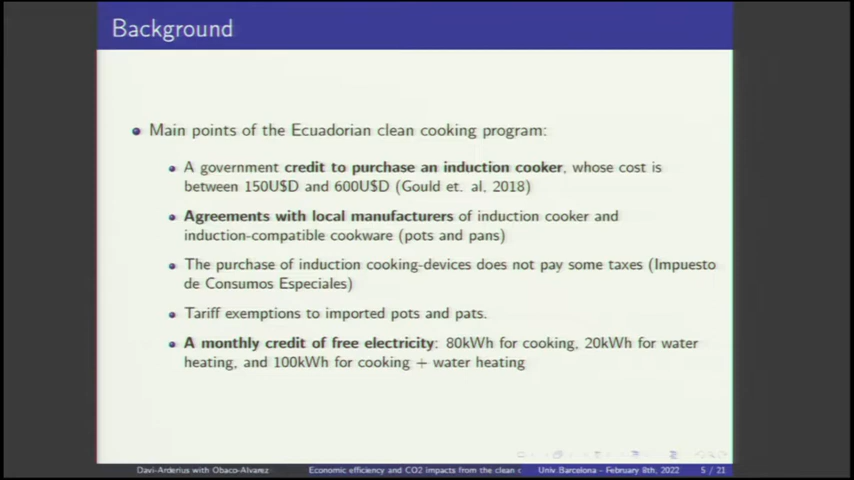 Background
Main points of the Ecuadorian clean cooking program:
A government credit to purchase an induction cooker, whose cost is
between 150U$D and 600U$D (Gould et. al, 2018)
Agreements with local manufacturers of induction cooker and
induction-compatible cookware (pots and pans)
The purchase of induction cooking-devices does not pay some taxes (Impuesto
de Consumos Especiales)
Tariff exemptions to imported pots and pats.
A monthly credit of free electricity: 80kWh for cooking, 20kWh for water
heating, and 100kWh for cooking + water heating
Davi-Arderius with Obaco-Alvarez Economic efficiency and CO2 impacts from the clean c Univ.Barcelona - February 8th, 2022 5 / 21